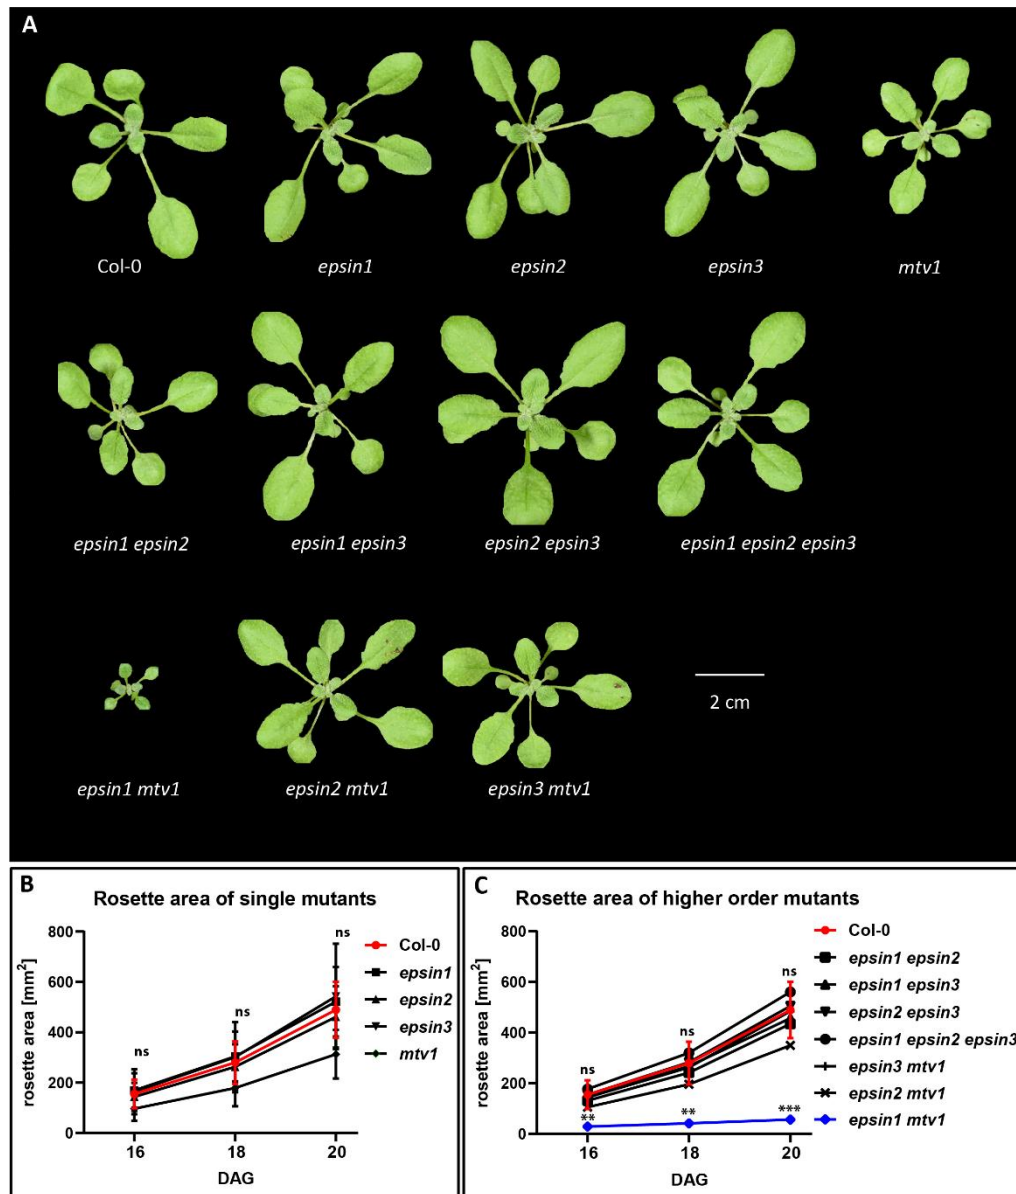 A
Col-0
epsin1
epsin2
epsin3
mtv1
epsin1 epsin2
epsin1 epsin3
epsin2 epsin3
epsin1 epsin2 epsin3
epsin1 mtv1
epsin2 mtv1
epsin3 mtv1
2 cm
B
Rosette area of single mutants
rosette area [mm²]
800
600
400
200
0
ns
ns
ns
16
18
20
DAG
Col-0
epsin1
epsin2
epsin3
mtv1
C
Rosette area of higher order mutants
rosette area [mm²]
800
600
400
200
0
ns
ns
ns
**
**
***
16
18
20
DAG
Col-0
epsin1 epsin2
epsin1 epsin3
epsin2 epsin3
epsin1 epsin2 epsin3
epsin3 mtv1
epsin2 mtv1
epsin1 mtv1